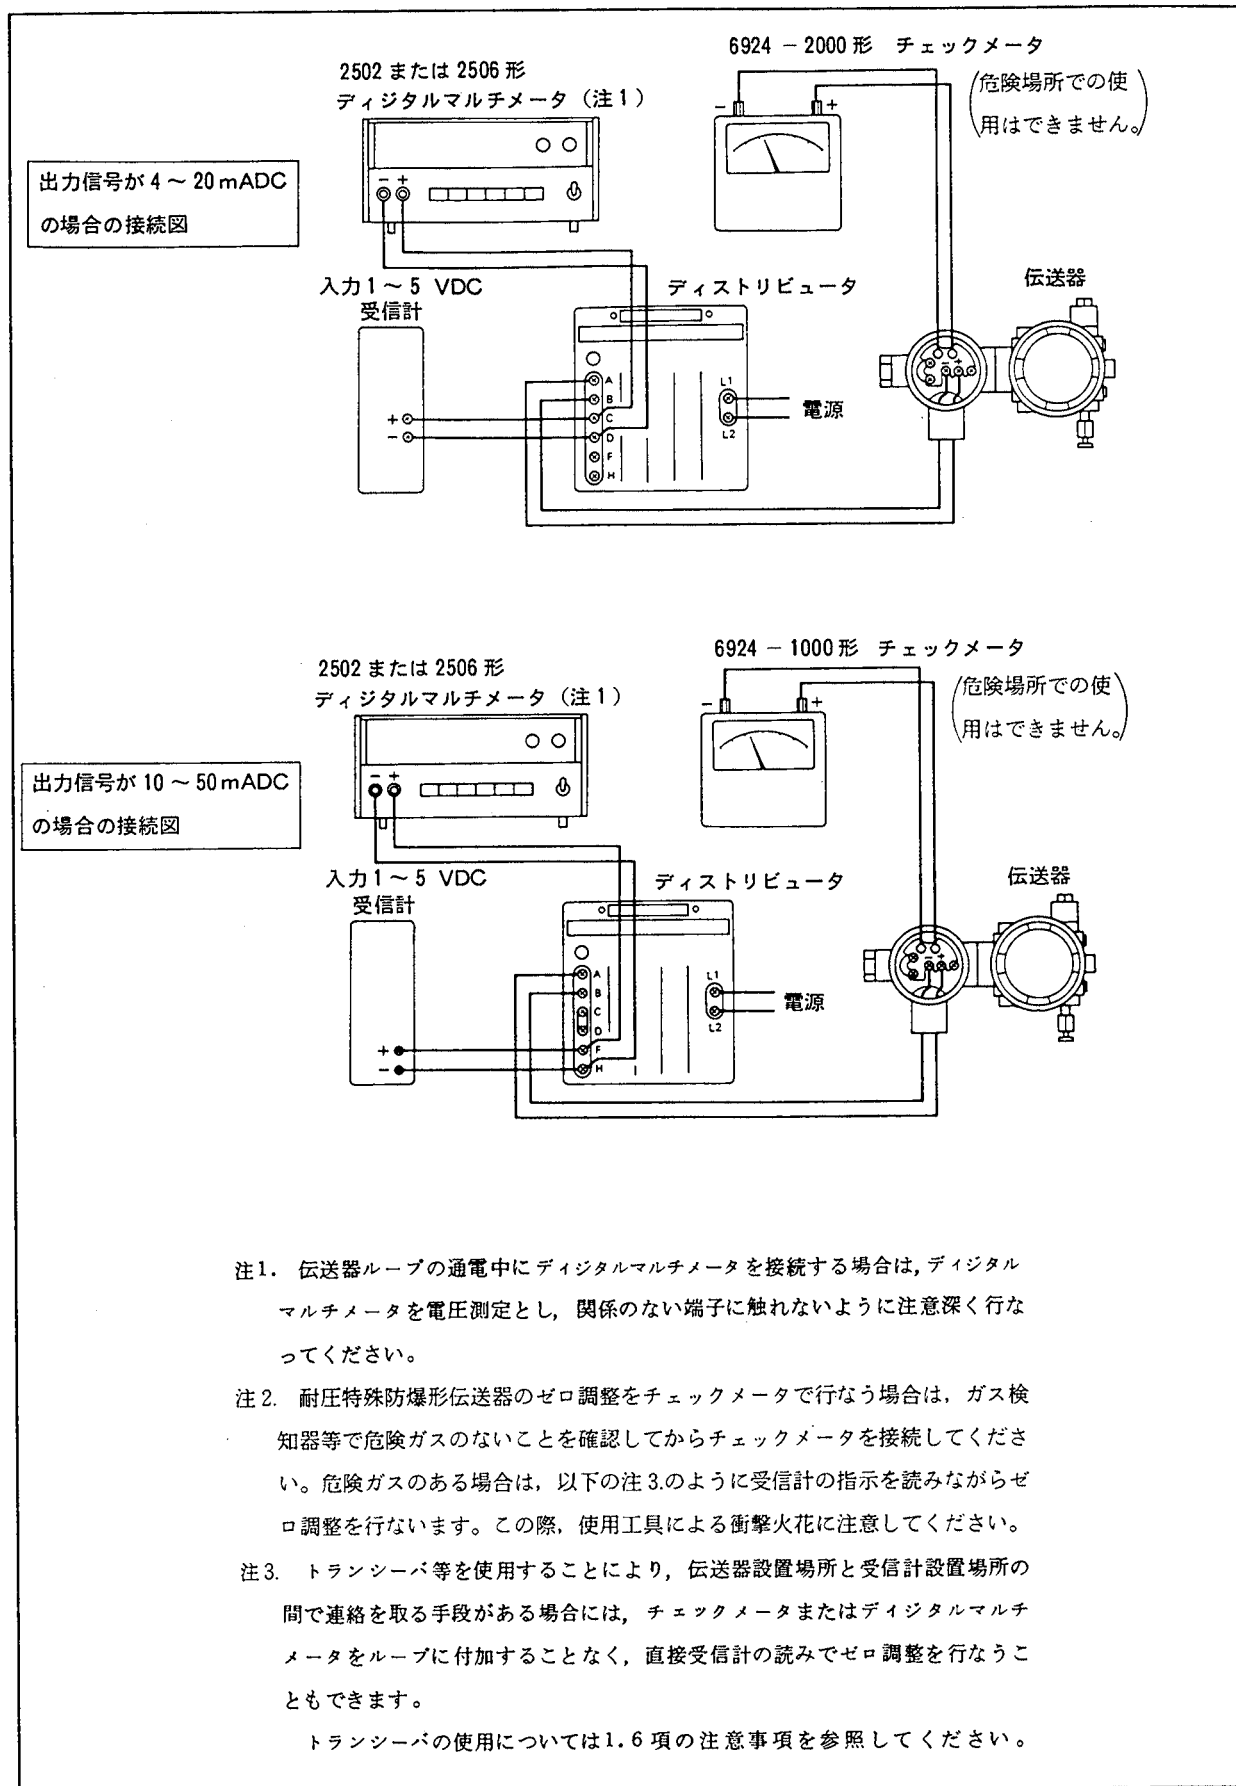 6924 － 2000 形　チェックメータ
（危険場所での使
用はできません。）
2502 または 2506 形
ディジタルマルチメータ（注1）
－ ＋
出力信号が 4 ～ 20 mADC
の場合の接続図
－ ＋
入力 1 ～ 5 VDC
受信計
ディストリビュータ
伝送器
A
B
C
D
F
H
L1
L2
電源
＋
－
－ ＋
6924 － 1000 形　チェックメータ
（危険場所での使
用はできません。）
2502 または 2506 形
ディジタルマルチメータ（注1）
－ ＋
出力信号が 10 ～ 50 mADC
の場合の接続図
－ ＋
入力 1 ～ 5 VDC
受信計
ディストリビュータ
伝送器
A
B
C
D
F
H
L1
L2
電源
＋
－
－ ＋
注1.　伝送器ループの通電中にディジタルマルチメータを接続する場合は，ディジタル
マルチメータを電圧測定とし，関係のない端子に触れないように注意深く行な
ってください。
注2.　耐圧特殊防爆形伝送器のゼロ調整をチェックメータで行なう場合は，ガス検
知器等で危険ガスのないことを確認してからチェックメータを接続してくださ
い。危険ガスのある場合は，以下の注3.のように受信計の指示を読みながらゼ
ロ調整を行ないます。この際，使用工具による衝撃火花に注意してください。
注3.　トランシーバ等を使用することにより，伝送器設置場所と受信計設置場所の
間で連絡を取る手段がある場合には，チェックメータまたはディジタルマルチ
メータをループに付加することなく，直接受信計の読みでゼロ調整を行なうこ
ともできます。
トランシーバの使用については1.6項の注意事項を参照してください。